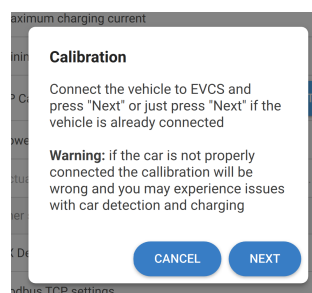 aximum charging current
Calibration
Connect the vehicle to EVCS and
press "Next" or just press "Next" if the
vehicle is already connected
Warning: if the car is not properly
connected the callibration will be
wrong and you may experience issues
with car detection and charging
CANCEL
NEXT
odbus TCP settings